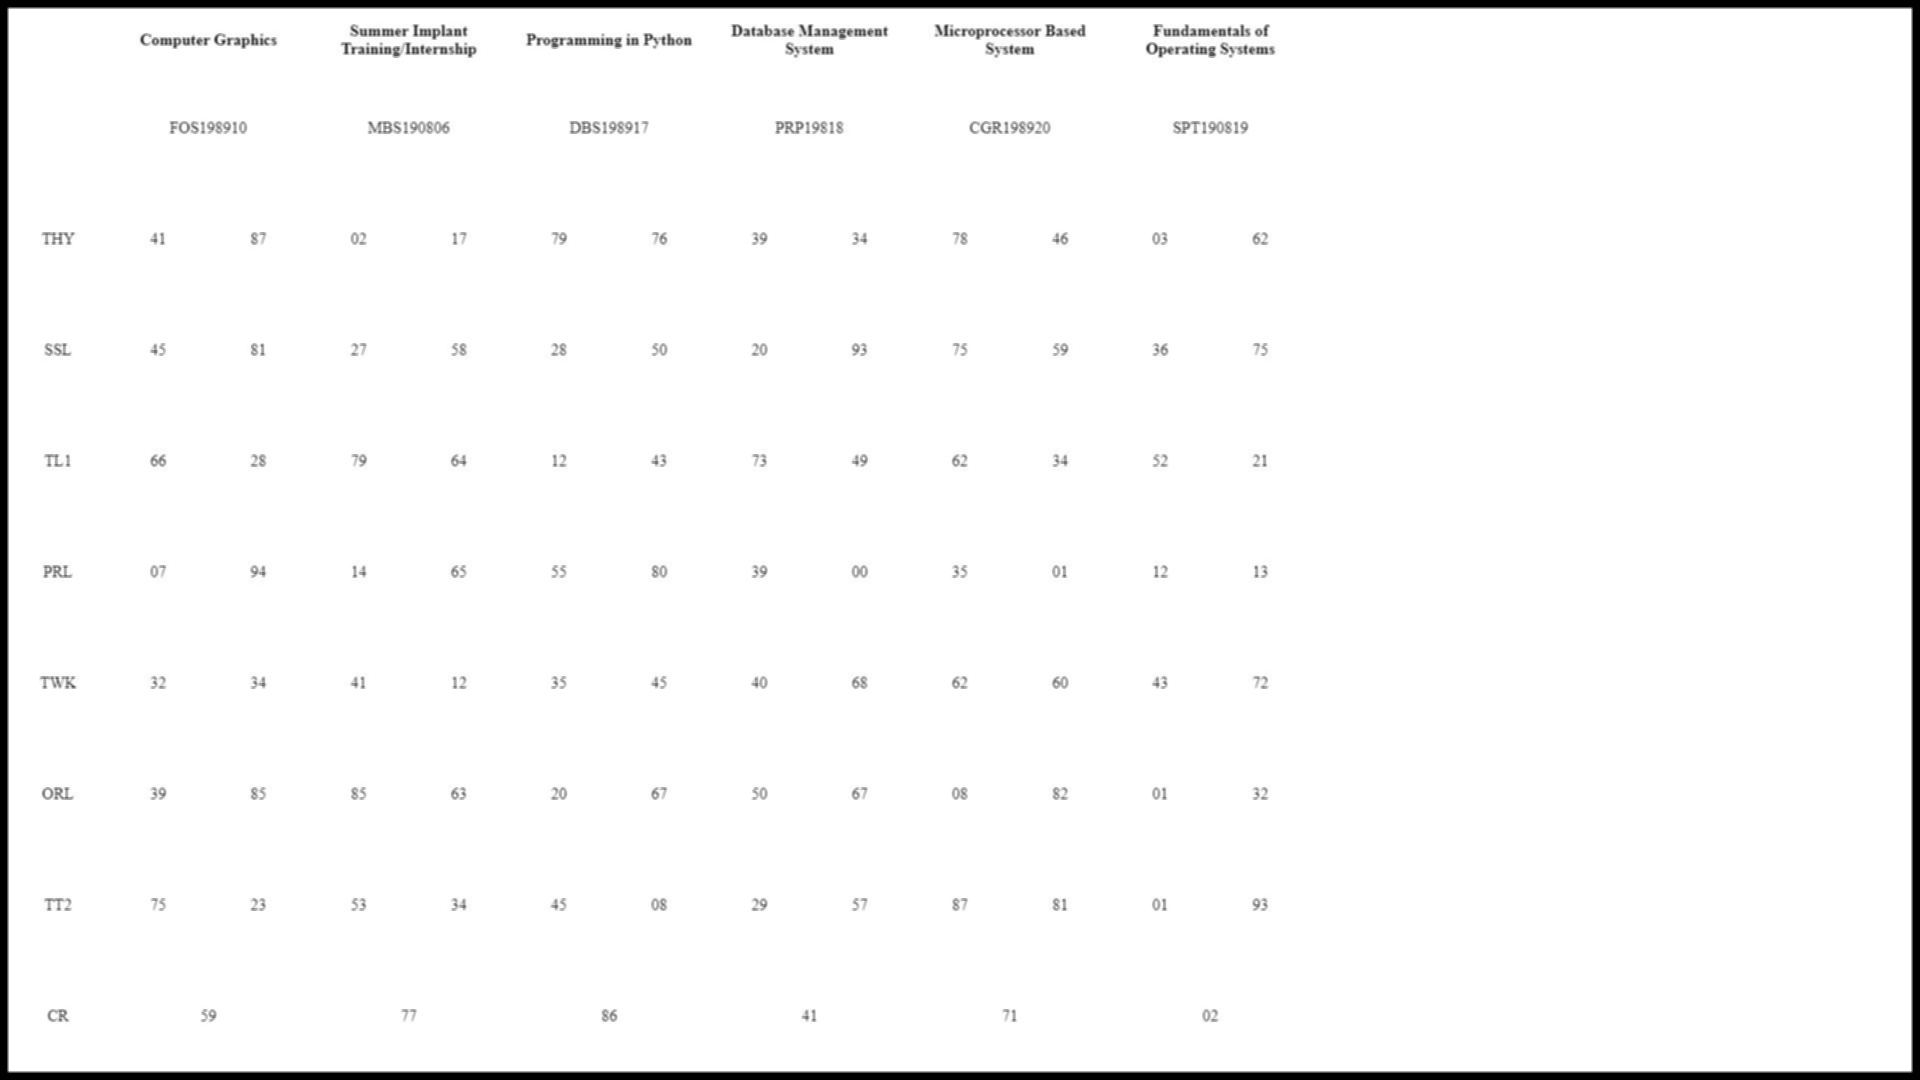 Computer Graphics Summer Implant Training/Internship Programming in Python Database Management System Microprocessor Based System Fundamentals of Operating Systems
FOS198910 MBS190806 DBS198917 PRP19818 CGR198920 SPT190819
THY 41 87 02 17 79 76 39 34 78 46 03 62
SSL 45 81 27 58 28 50 20 93 75 59 36 75
TL1 66 28 79 64 12 43 73 49 62 34 52 21
PRL 07 94 14 65 55 80 39 00 35 01 12 13
TWK 32 34 41 12 35 45 40 68 62 60 43 72
ORL 39 85 85 63 20 67 50 67 08 82 01 32
TT2 75 23 53 34 45 08 29 57 87 81 01 93
CR 59 77 86 41 71 02